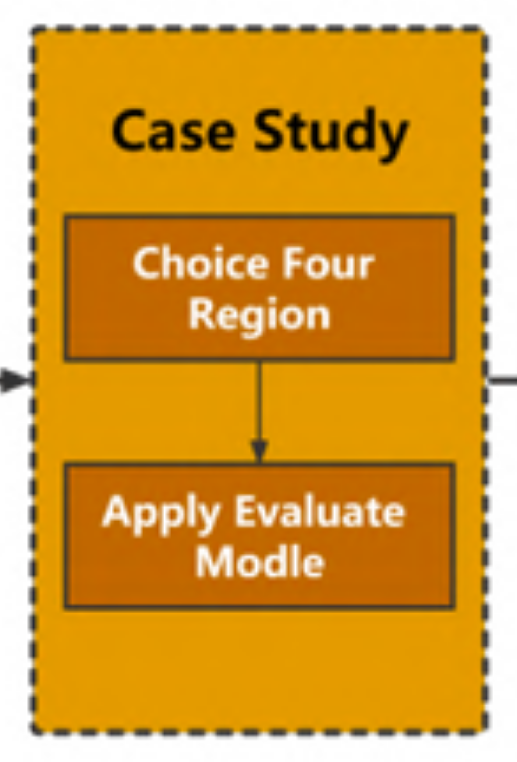 Case Study
Choice Four
Region
Apply Evaluate
Modle